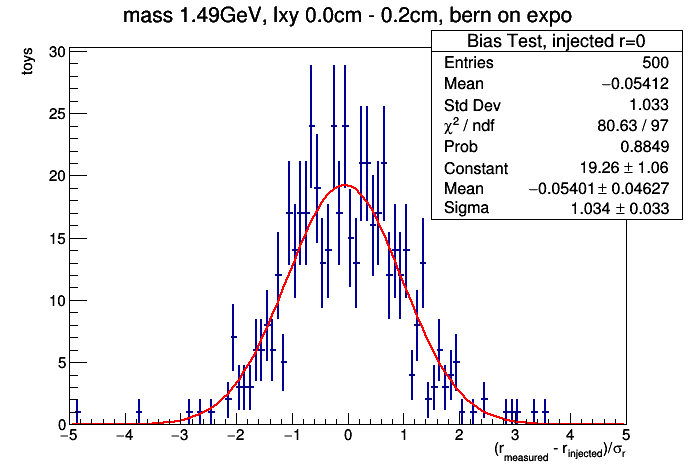 mass 1.49GeV, lxy 0.0cm - 0.2cm, bern on expo
toys
Bias Test, injected r=0
Entries 500
Mean −0.05412
Std Dev 1.033
χ² / ndf 80.63 / 97
Prob 0.8849
Constant 19.26 ± 1.06
Mean −0.05401 ± 0.04627
Sigma 1.034 ± 0.033
30
25
20
15
10
5
0
−5 −4 −3 −2 −1 0 1 2 3 4 5
(r_measured - r_injected)/σ_r